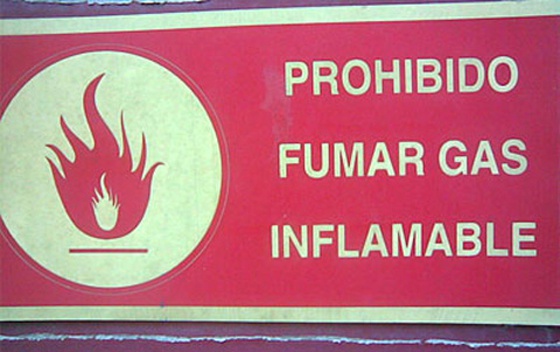 PROHIBIDO
FUMAR GAS
INFLAMABLE